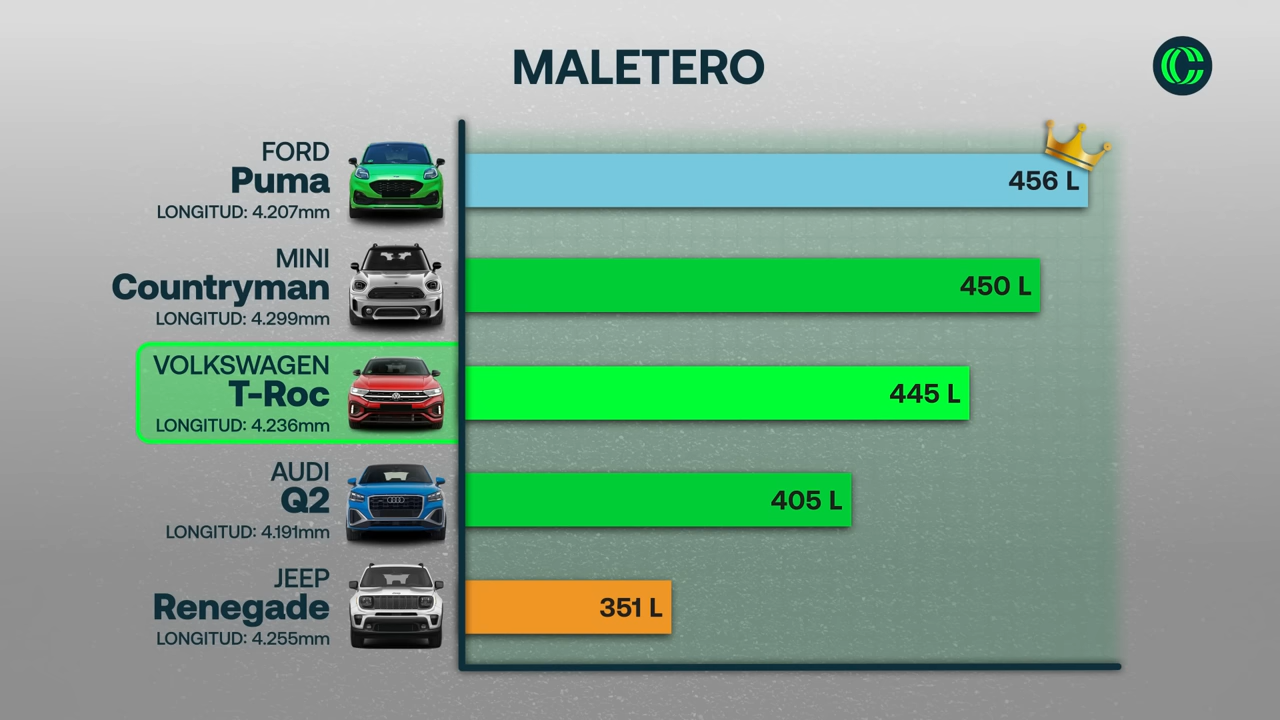 MALETERO
FORD
Puma
LONGITUD: 4.207mm
456 L
MINI
Countryman
LONGITUD: 4.299mm
450 L
VOLKSWAGEN
T-Roc
LONGITUD: 4.236mm
445 L
AUDI
Q2
LONGITUD: 4.191mm
405 L
JEEP
Renegade
LONGITUD: 4.255mm
351 L